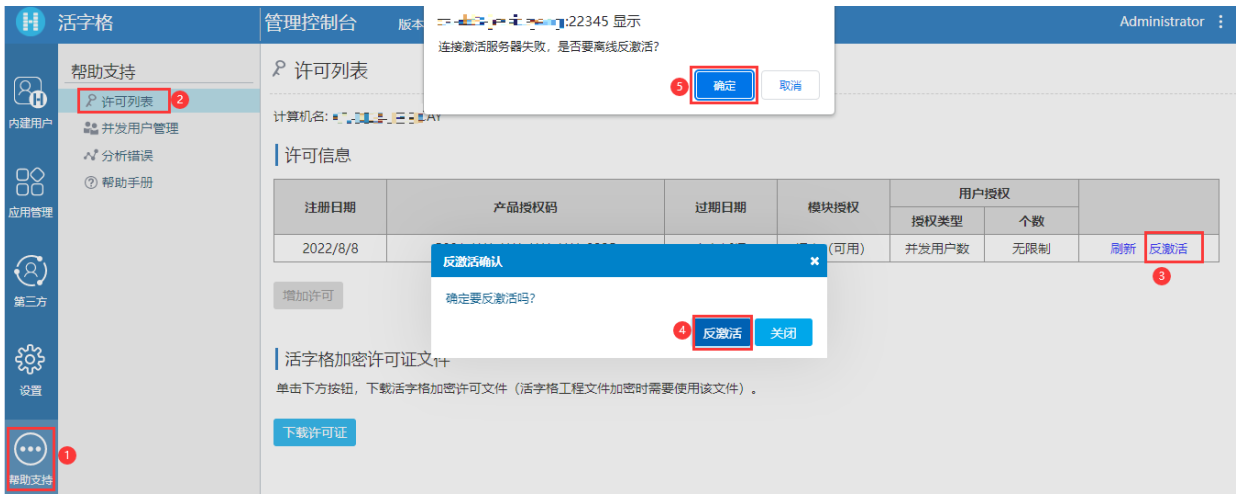 活字格
管理控制台 版本
:22345 显示
连接激活服务器失败，是否要离线反激活?
5 确定 取消
Administrator
内建用户
应用管理
第三方
设置
帮助支持
1
帮助支持
许可列表 2
并发用户管理
分析错误
帮助手册
许可列表
计算机名: AY
许可信息
注册日期 产品授权码 过期日期 模块授权 用户授权
授权类型 个数
2022/8/8 (可用) 并发用户数 无限制 刷新 反激活
3
反激活确认 ×
确定要反激活吗?
4 反激活 关闭
增加许可
活字格加密许可证文件
单击下方按钮，下载活字格加密许可文件（活字格工程文件加密时需要使用该文件）。
下载许可证